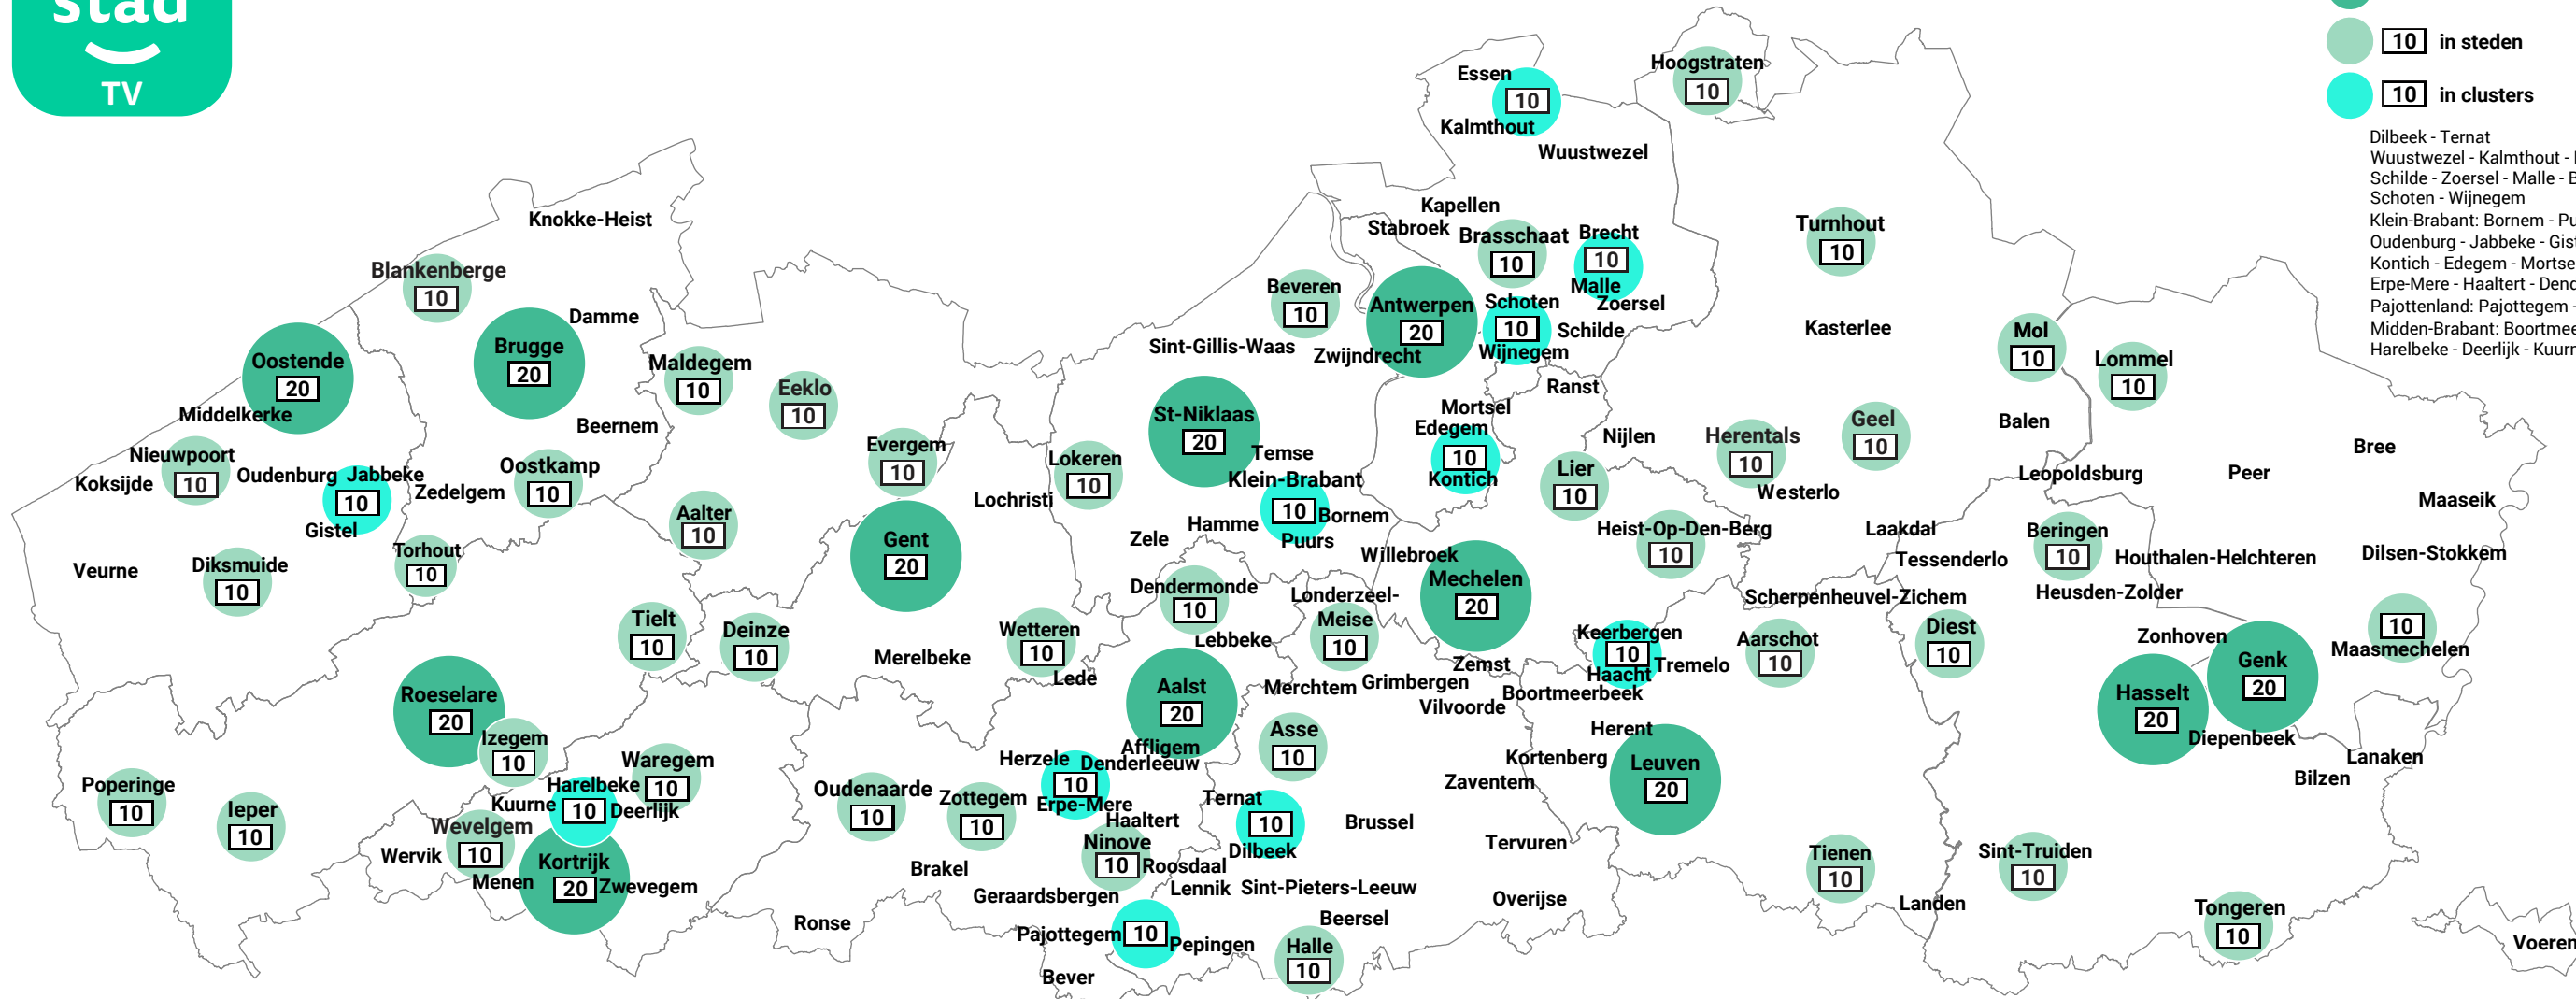 stad
TV
10 in steden
10 in clusters
Dilbeek - Ternat
Wuustwezel - Kalmthout -
Schilde - Zoersel - Malle -
Schoten - Wijnegem
Klein-Brabant: Bornem -
Oudenburg - Jabbeke -
Kontich - Edegem -
Erpe-Mere - Haaltert -
Pajottenland: Pajottegem -
Midden-Brabant:
Harelbeke - Deerlijk -
Essen
10
Kalmthout
Wuustwezel
Hoogstraten
10
Knokke-Heist
Kapellen
Stabroek
Brasschaat
10
Brecht
10
Malle
Zoersel
Turnhout
10
Blankenberge
10
Damme
Brugge
20
Oostende
20
Middelkerke
Beernem
Maldegem
10
Eeklo
10
Beveren
10
Sint-Gillis-Waas
Zwijndrecht
Antwerpen
20
Schoten
10
Wijnegem
Schilde
Ranst
Kasterlee
Mol
10
Lommel
10
Balen
Nieuwpoort
10
Koksijde
Oudenburg
Jabbeke
10
Gistel
Zedelgem
Oostkamp
10
Evergem
10
Lochristi
Lokeren
10
St-Niklaas
20
Temse
Klein-Brabant
10
Bornem
Puurs
Hamme
Zele
Mortsel
Edegem
10
Kontich
Nijlen
Lier
10
Herentals
10
Westerlo
Geel
10
Leopoldsburg
Peer
Bree
Maaseik
Veurne
Diksmuide
10
Torhout
10
Aalter
10
Gent
20
Willebroek
Mechelen
20
Heist-Op-Den-Berg
10
Laakdal
Tessenderlo
Beringen
10
Houthalen-Helchteren
Dilsen-Stokkem
Heusden-Zolder
Tielt
10
Deinze
10
Merelbeke
Wetteren
10
Lede
Dendermonde
10
Lebbeke
Londerzeel-
Meise
10
Merchtem
Grimbergen
Vilvoorde
Zemst
Keerbergen
10
Haacht
Tremelo
Boortmeerbeek
Scherpenheuvel-Zichem
Aarschot
10
Diest
10
Zonhoven
Genk
20
Hasselt
20
Diepenbeek
10
Maasmechelen
Lanaken
Bilzen
Roeselare
20
Izegem
10
Waregem
10
Poperinge
10
Ieper
10
Harelbeke
Kuurne
10
Deerlijk
Wevelgem
10
Wervik
Menen
Kortrijk
20
Zwevegem
Oudenaarde
10
Zottegem
10
Herzele
10
Erpe-Mere
Aalst
20
Affligem
Denderleeuw
Haaltert
Ninove
10
Roosdaal
Asse
10
Ternat
10
Dilbeek
Brussel
Zaventem
Kortenberg
Herent
Leuven
20
Tervuren
Overijse
Tienen
10
Landen
Sint-Truiden
10
Tongeren
10
Voeren
Brakel
Ronse
Geraardsbergen
Lennik
Sint-Pieters-Leeuw
Beersel
Halle
10
Pajottegem
10
Pepingen
Bever